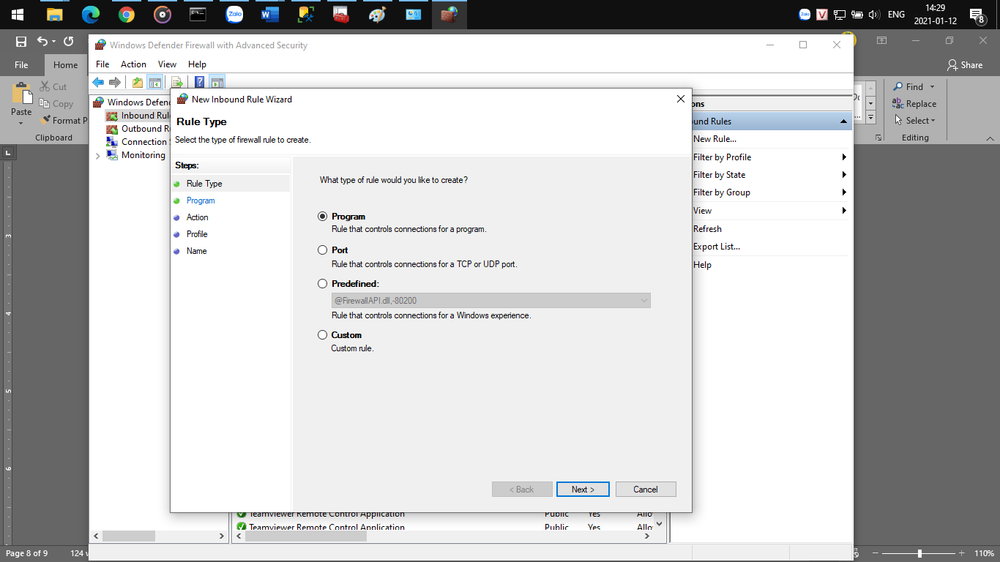 Zalo
Zalo
V
ENG
14:29
2021-01-12
8
Windows Defender Firewall with Advanced Security
File
Home
Share
File Action View Help
Paste
Cut
Copy
Format P
Clipboard
Find
Replace
Select
Editing
Windows Defend
Inbound Rule
Outbound R
Connection S
Monitoring
New Inbound Rule Wizard
Rule Type
Select the type of firewall rule to create.
Steps:
Rule Type
Program
Action
Profile
Name
What type of rule would you like to create?
Program
Rule that controls connections for a program.
Port
Rule that controls connections for a TCP or UDP port.
Predefined:
@FirewallAPI.dll,-80200
Rule that controls connections for a Windows experience.
Custom
Custom rule.
< Back
Next >
Cancel
ons
und Rules
New Rule...
Filter by Profile
Filter by State
Filter by Group
View
Refresh
Export List...
Help
3
4
5
6
Teamviewer Remote Control Application Public Yes Allo
Teamviewer Remote Control Application Public Yes Allo
Page 8 of 9
124 w
110%